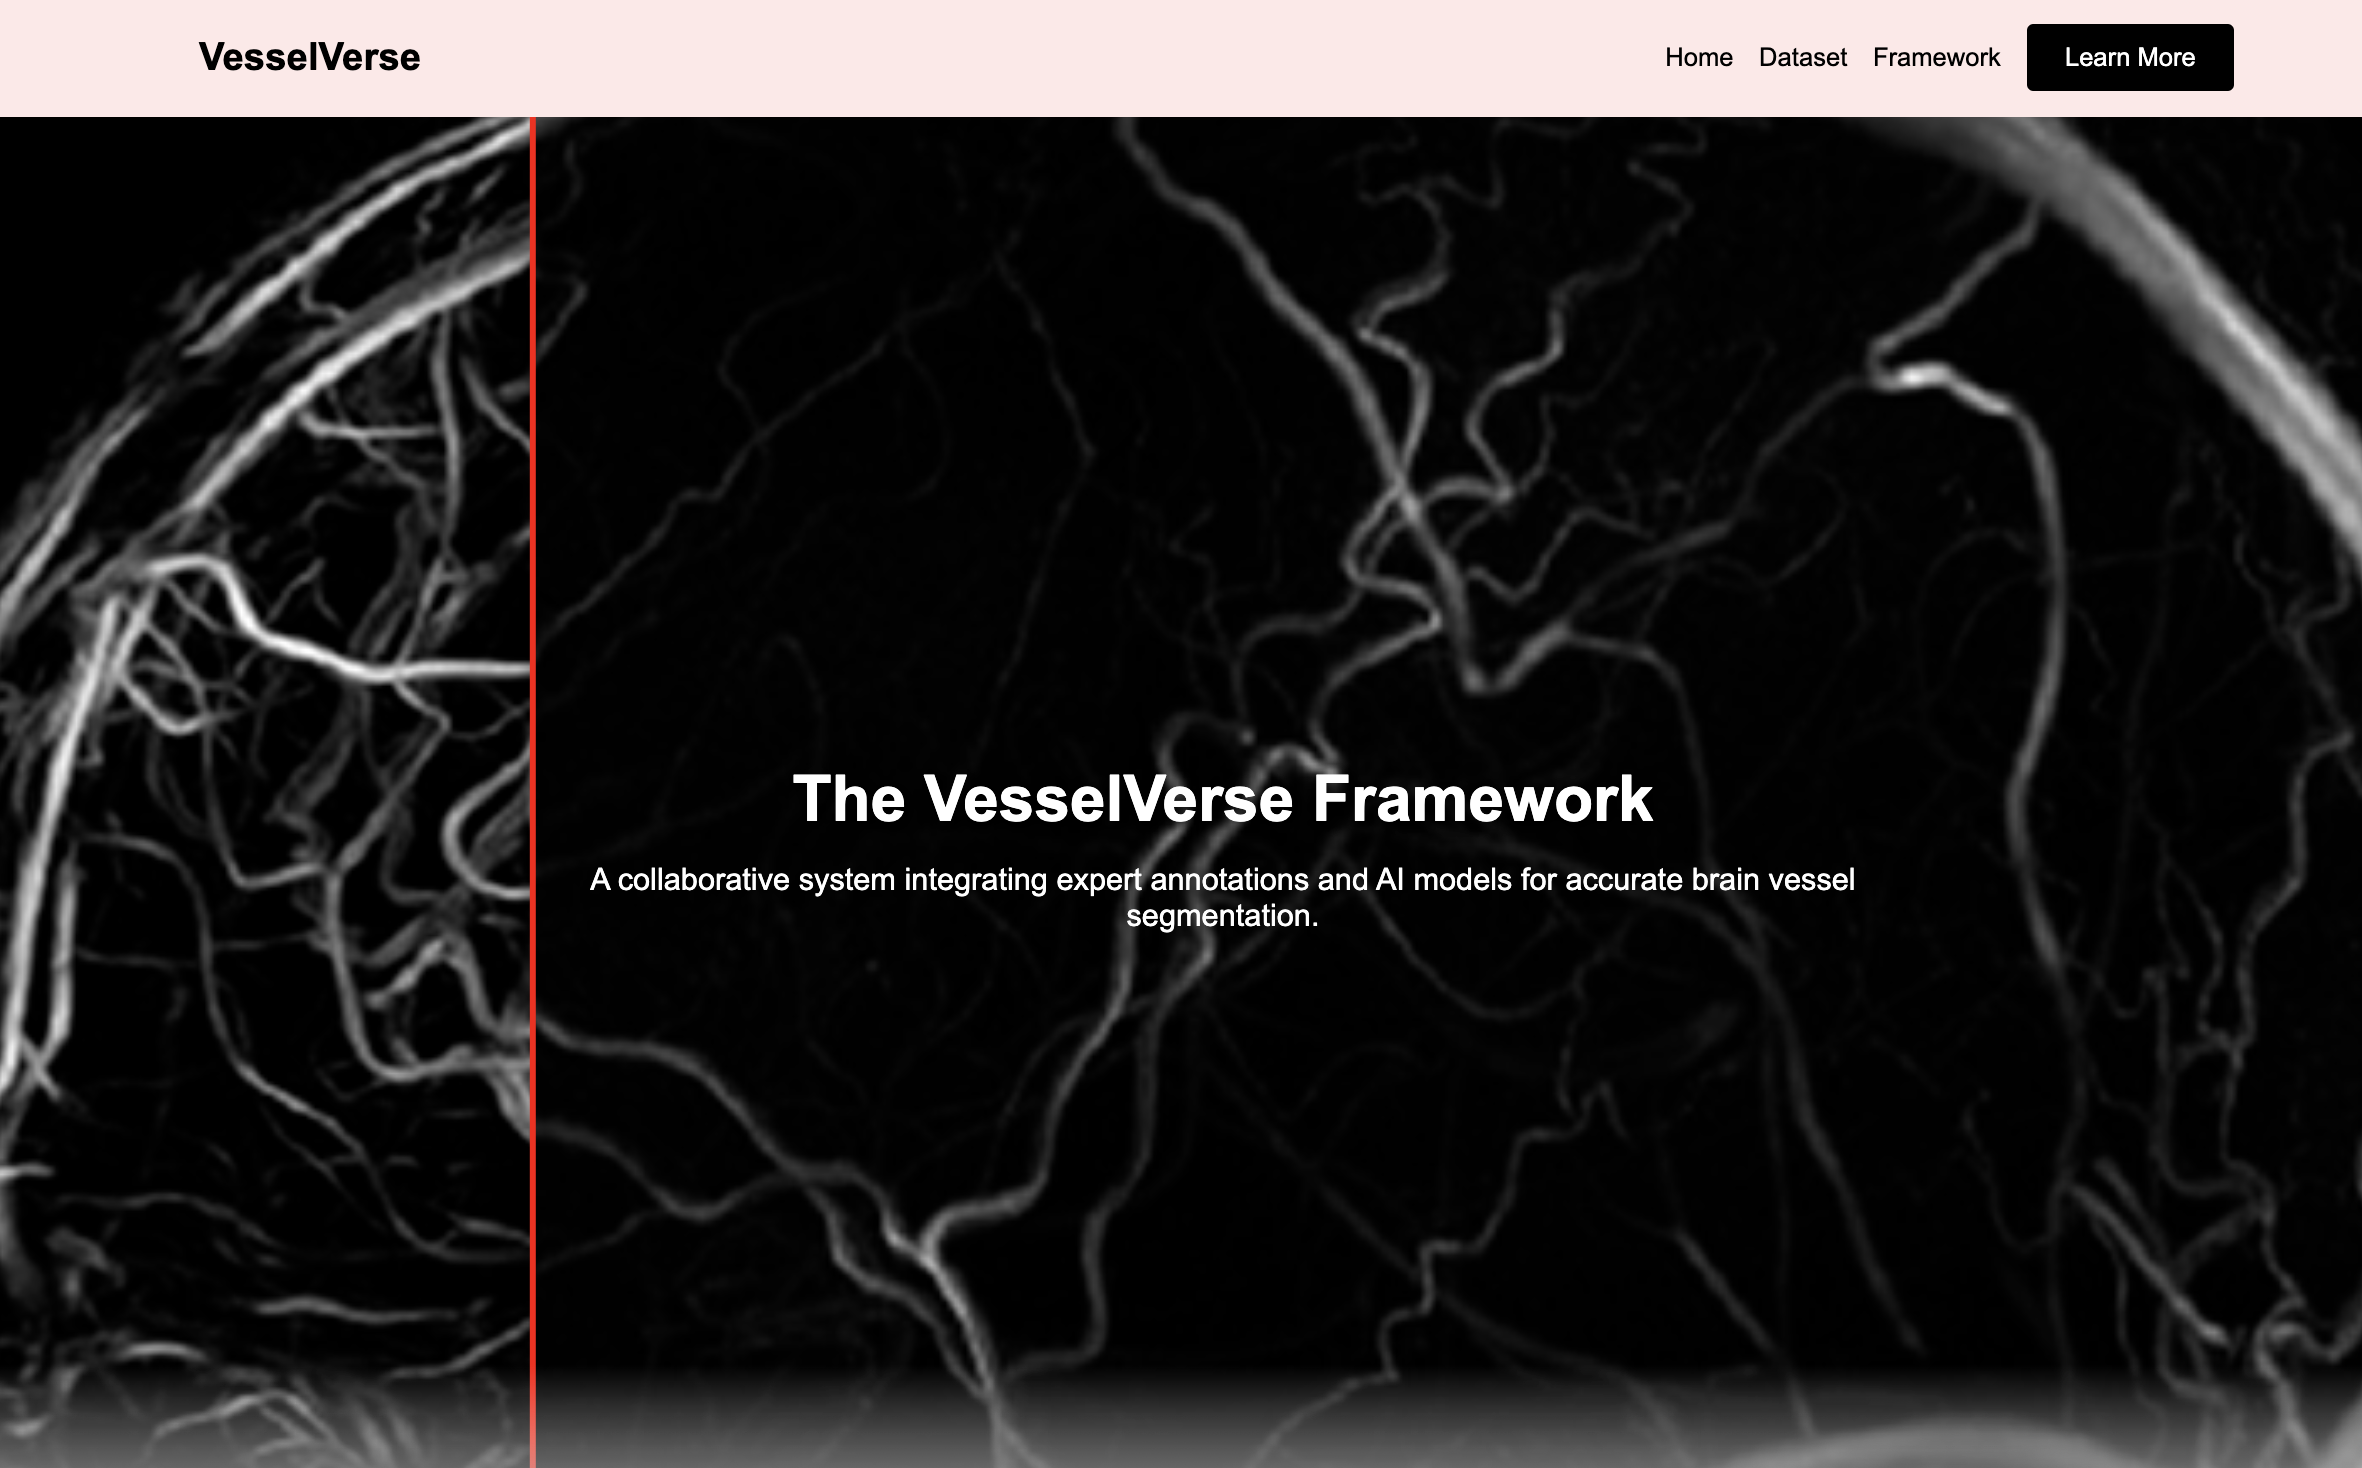 VesselVerse
Home Dataset Framework Learn More
The VesselVerse Framework
A collaborative system integrating expert annotations and AI models for accurate brain vessel
segmentation.